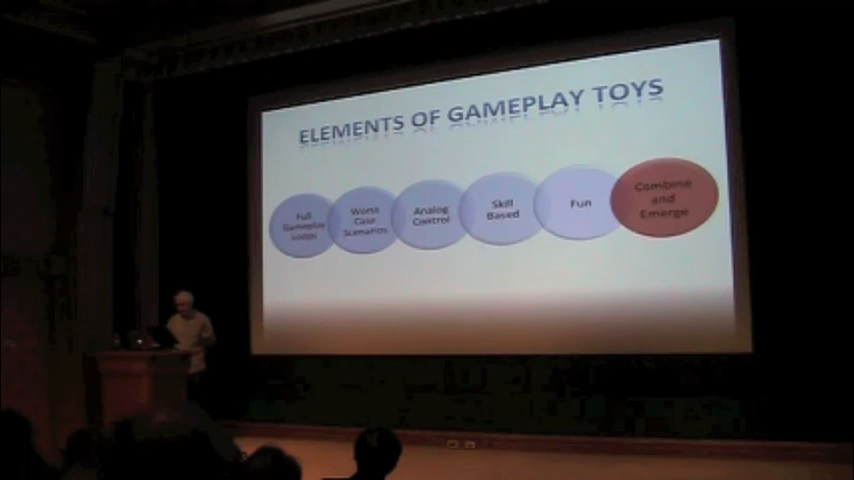 ELEMENTS OF GAMEPLAY TOYS
Full
Gameplay
Loops
Worst
Case
Scenarios
Analog
Control
Skill
Based
Fun
Combine
and
Emerge